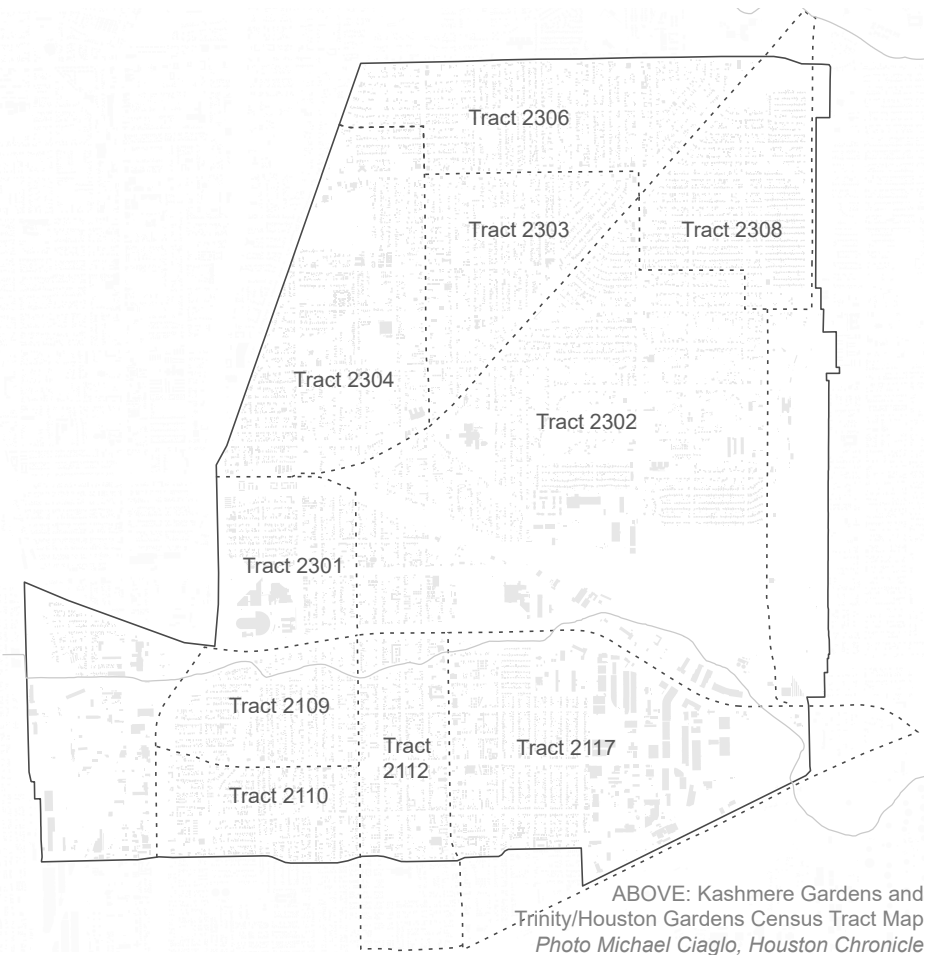 Tract 2306
Tract 2303
Tract 2308
Tract 2304
Tract 2302
Tract 2301
Tract 2109
Tract
2112
Tract 2117
Tract 2110
ABOVE: Kashmere Gardens and
Trinity/Houston Gardens Census Tract Map
Photo Michael Ciaglo, Houston Chronicle